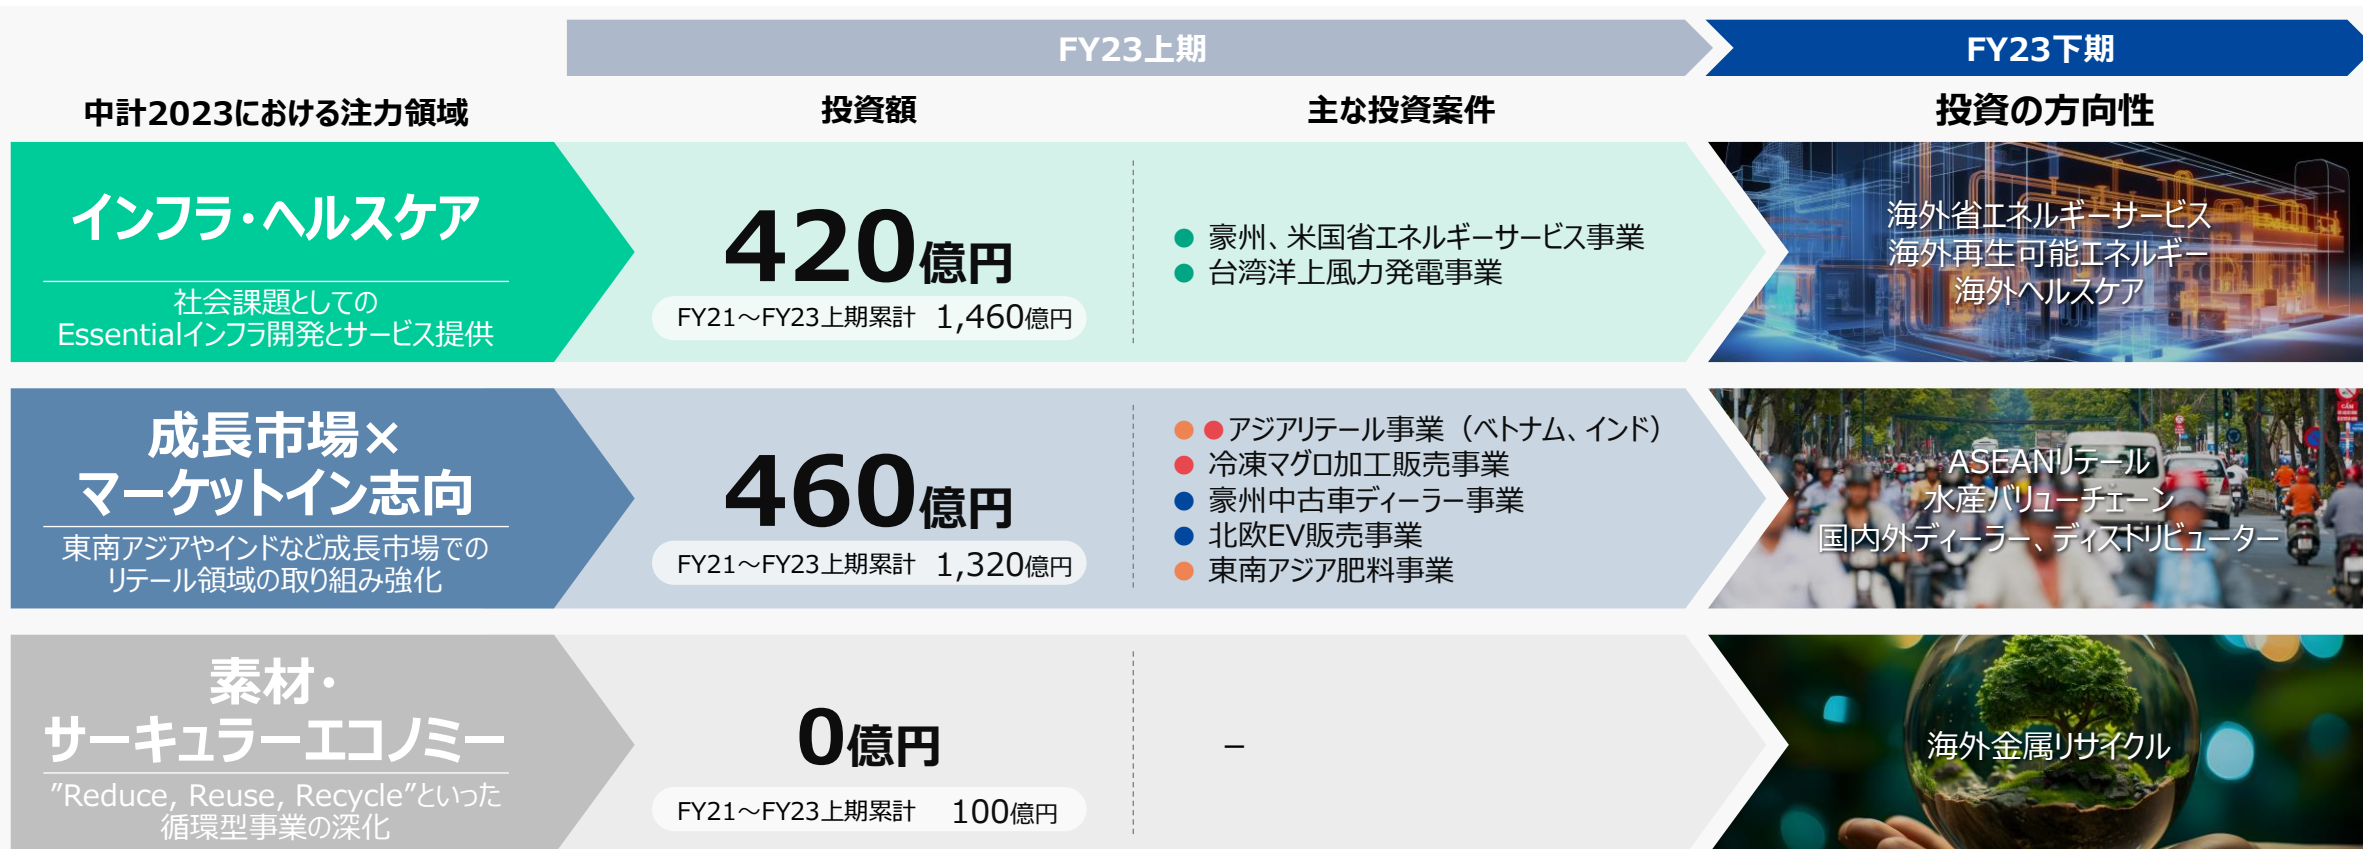 FY23上期
FY23下期
中計2023における注力領域
投資額
主な投資案件
投資の方向性
インフラ・ヘルスケア
社会課題としての
Essentialインフラ開発とサービス提供
420億円
FY21～FY23上期累計 1,460億円
● 豪州、米国省エネルギーサービス事業
● 台湾洋上風力発電事業
海外省エネルギーサービス
海外再生可能エネルギー
海外ヘルスケア
成長市場×
マーケットイン志向
東南アジアやインドなど成長市場での
リテール領域の取り組み強化
460億円
FY21～FY23上期累計 1,320億円
● ●アジアリテール事業（ベトナム、インド）
● 冷凍マグロ加工販売事業
● 豪州中古車ディーラー事業
● 北欧EV販売事業
● 東南アジア肥料事業
ASEANリテール
水産バリューチェーン
国内外ディーラー、ディストリビューター
素材・
サーキュラーエコノミー
”Reduce, Reuse, Recycle”といった
循環型事業の深化
0億円
FY21～FY23上期累計 100億円
–
海外金属リサイクル